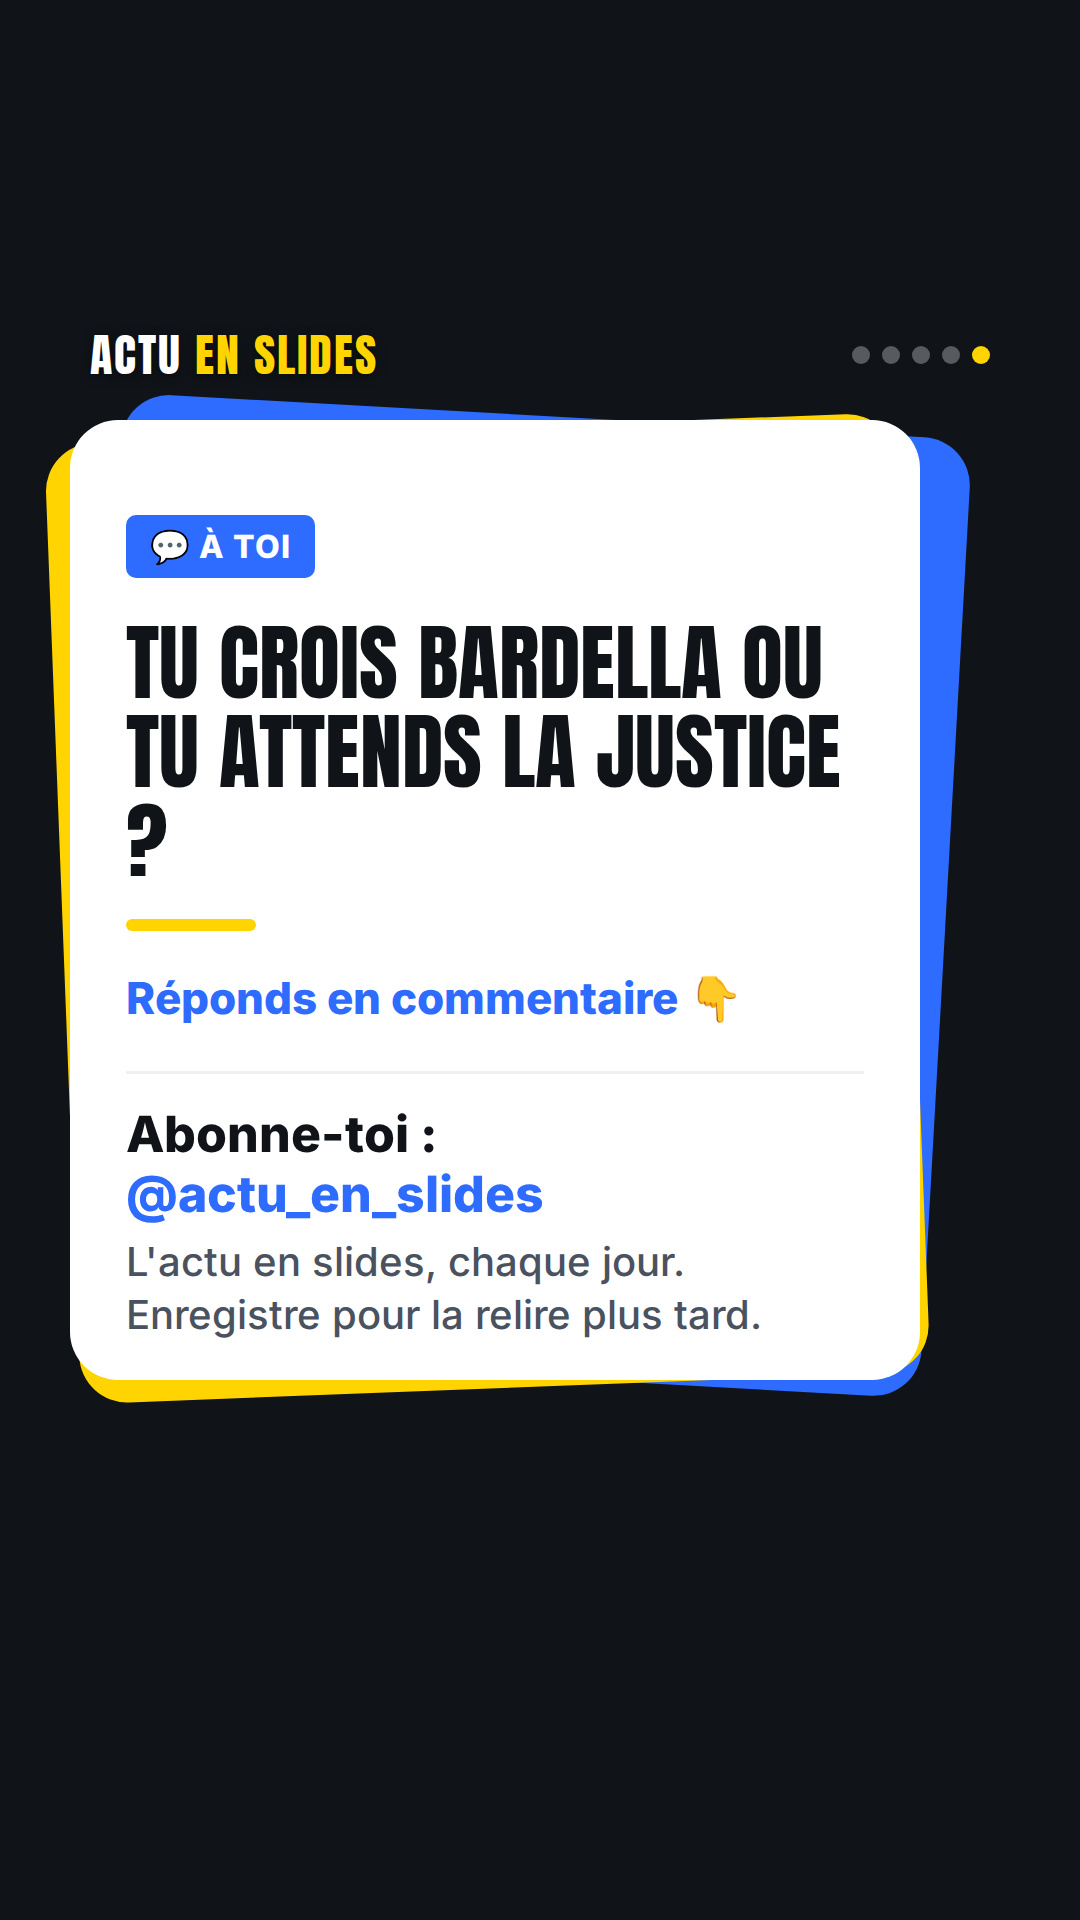 ACTU EN SLIDES
💬 À TOI
TU CROIS BARDELLA OU
TU ATTENDS LA JUSTICE
?
Réponds en commentaire 👇
Abonne-toi :
@actu_en_slides
L'actu en slides, chaque jour.
Enregistre pour la relire plus tard.